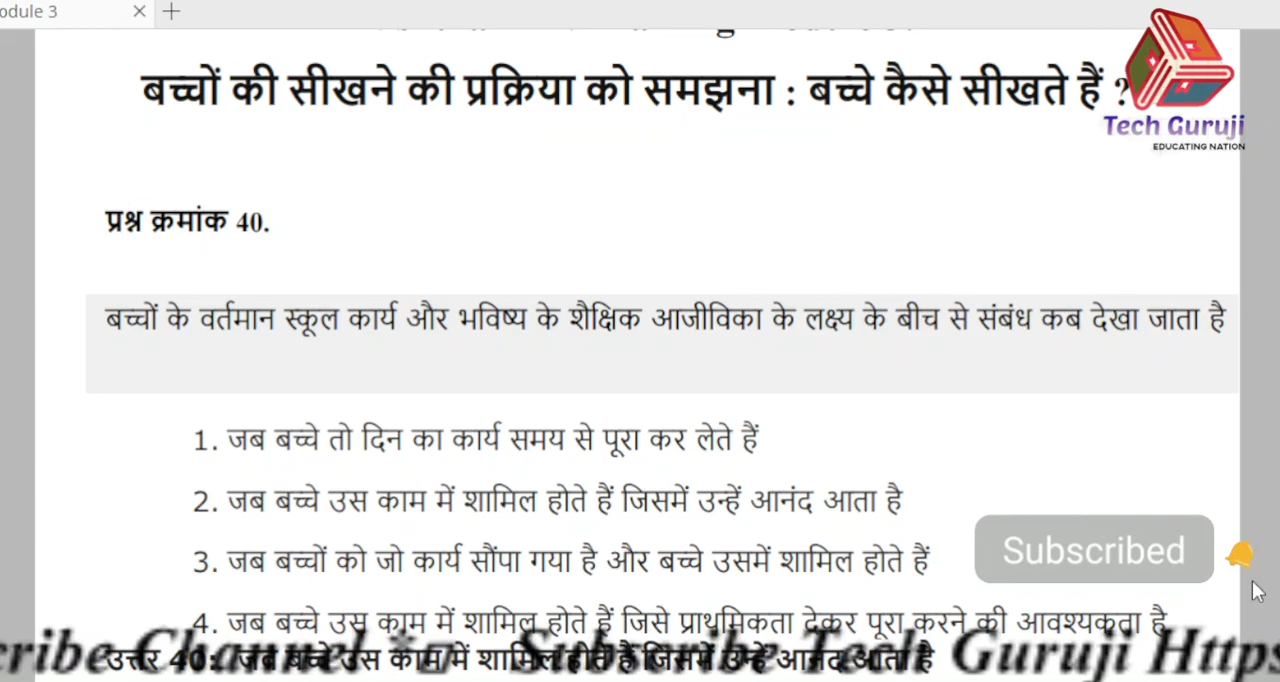 odule 3
बच्चों की सीखने की प्रक्रिया को समझना : बच्चे कैसे सीखते हैं ?
Tech Guruji
EDUCATING NATION
प्रश्न क्रमांक 40.
बच्चों के वर्तमान स्कूल कार्य और भविष्य के शैक्षिक आजीविका के लक्ष्य के बीच से संबंध कब देखा जाता है
1. जब बच्चे तो दिन का कार्य समय से पूरा कर लेते हैं
2. जब बच्चे उस काम में शामिल होते हैं जिसमें उन्हें आनंद आता है
3. जब बच्चों को जो कार्य सौंपा गया है और बच्चे उसमें शामिल होते हैं
Subscribed
4. जब बच्चे उस काम में शामिल होते हैं जिसे प्राथमिकता देकर पूरा करने की आवश्यकता है
उत्तर 40: जब बच्चे उस काम में शामिल होते हैं जिसमें उन्हें आनंद आता है
cribe Channel * Subscribe Tech Guruji Https